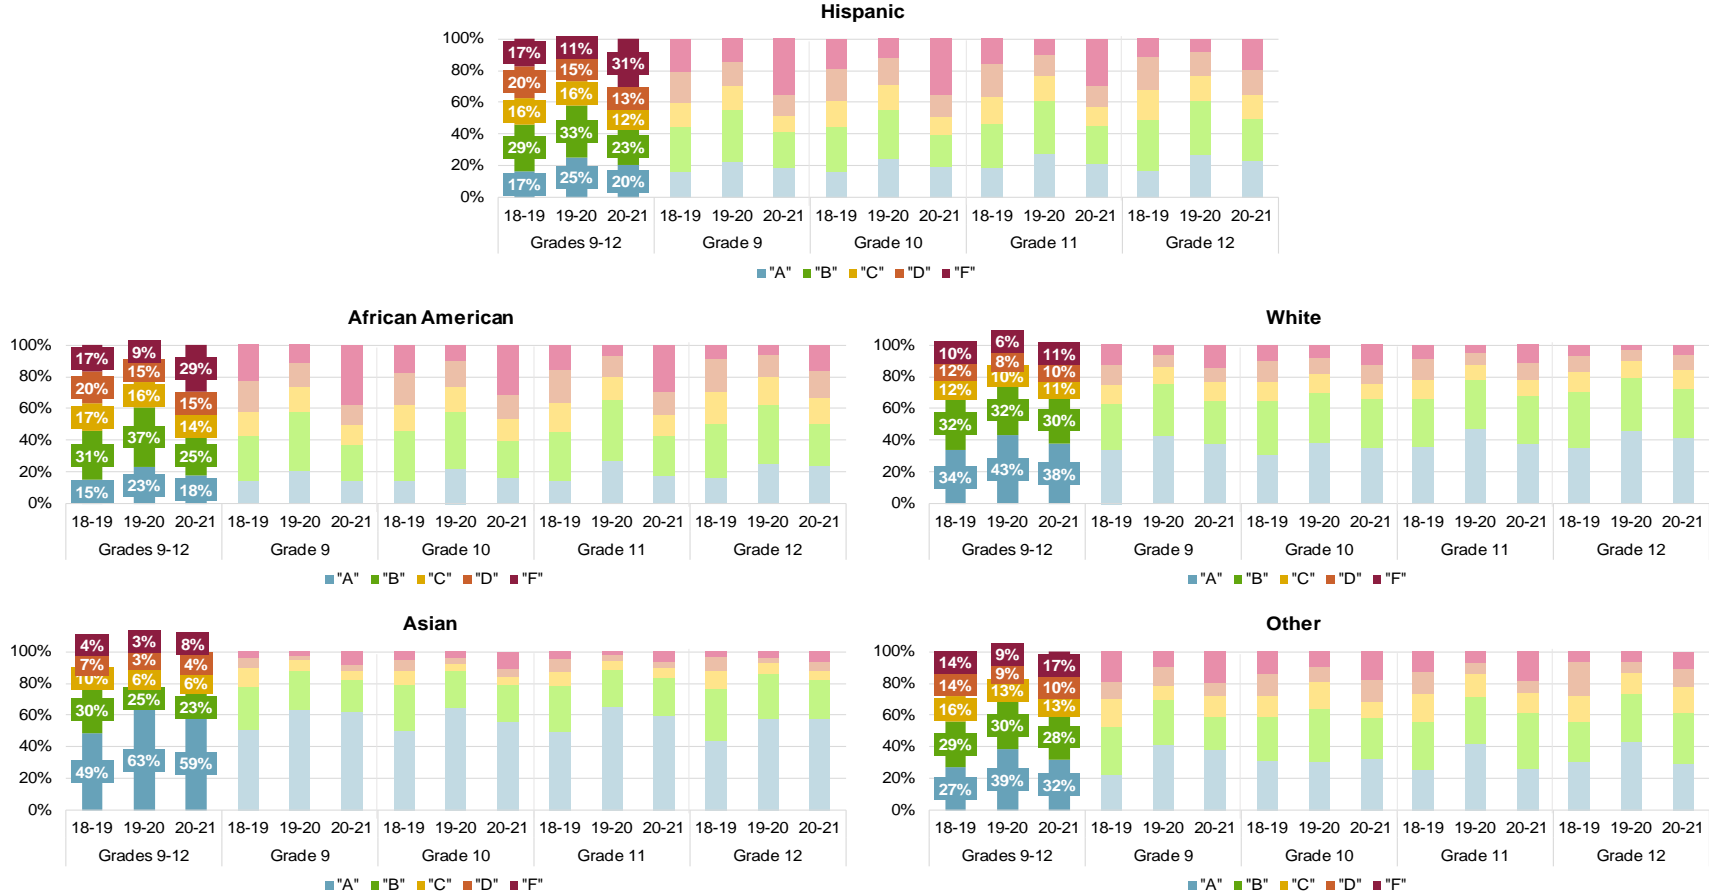 Hispanic
100%
80%
60%
40%
20%
0%
17% 11% 31%
20% 15% 13%
16% 16% 12%
29% 33% 23%
17% 25% 20%
18-19 19-20 20-21 18-19 19-20 20-21 18-19 19-20 20-21 18-19 19-20 20-21 18-19 19-20 20-21
Grades 9-12 Grade 9 Grade 10 Grade 11 Grade 12
"A" "B" "C" "D" "F"
African American
100%
80%
60%
40%
20%
0%
17% 9% 29%
20% 15% 15%
17% 16% 14%
31% 37% 25%
15% 23% 18%
18-19 19-20 20-21 18-19 19-20 20-21 18-19 19-20 20-21 18-19 19-20 20-21 18-19 19-20 20-21
Grades 9-12 Grade 9 Grade 10 Grade 11 Grade 12
"A" "B" "C" "D" "F"
White
100%
80%
60%
40%
20%
0%
10% 6% 11%
12% 8% 10%
12% 10% 11%
32% 32% 30%
34% 43% 38%
18-19 19-20 20-21 18-19 19-20 20-21 18-19 19-20 20-21 18-19 19-20 20-21 18-19 19-20 20-21
Grades 9-12 Grade 9 Grade 10 Grade 11 Grade 12
"A" "B" "C" "D" "F"
Asian
100%
80%
60%
40%
20%
0%
4% 3% 8%
7% 3% 4%
10% 6% 6%
30% 25% 23%
49% 63% 59%
18-19 19-20 20-21 18-19 19-20 20-21 18-19 19-20 20-21 18-19 19-20 20-21 18-19 19-20 20-21
Grades 9-12 Grade 9 Grade 10 Grade 11 Grade 12
"A" "B" "C" "D" "F"
Other
100%
80%
60%
40%
20%
0%
14% 9% 17%
14% 9% 10%
16% 13% 13%
29% 30% 28%
27% 39% 32%
18-19 19-20 20-21 18-19 19-20 20-21 18-19 19-20 20-21 18-19 19-20 20-21 18-19 19-20 20-21
Grades 9-12 Grade 9 Grade 10 Grade 11 Grade 12
"A" "B" "C" "D" "F"